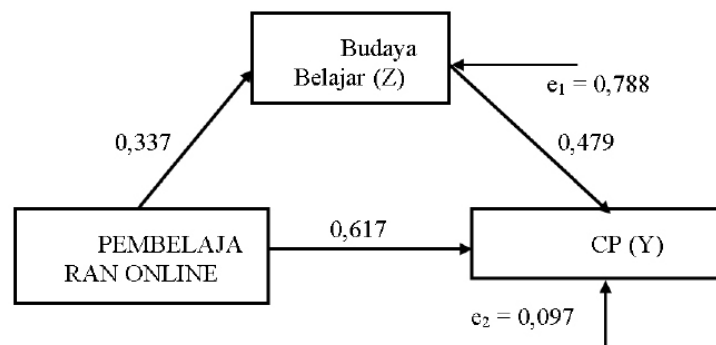 Budaya
Belajar (Z)
e₁ = 0,788
0,337
0,479
PEMBELAJA
RAN ONLINE
0,617
CP (Y)
e₂ = 0,097